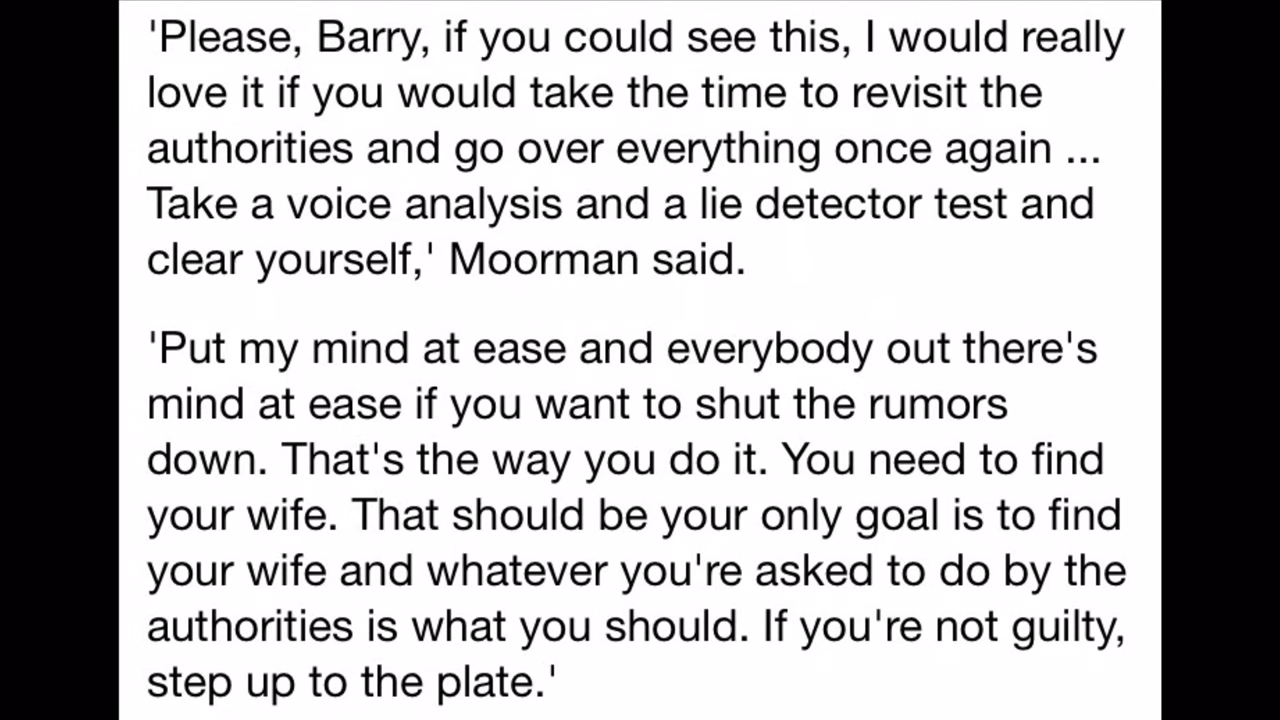 'Please, Barry, if you could see this, I would really
love it if you would take the time to revisit the
authorities and go over everything once again ...
Take a voice analysis and a lie detector test and
clear yourself,' Moorman said.
'Put my mind at ease and everybody out there's
mind at ease if you want to shut the rumors
down. That's the way you do it. You need to find
your wife. That should be your only goal is to find
your wife and whatever you're asked to do by the
authorities is what you should. If you're not guilty,
step up to the plate.'